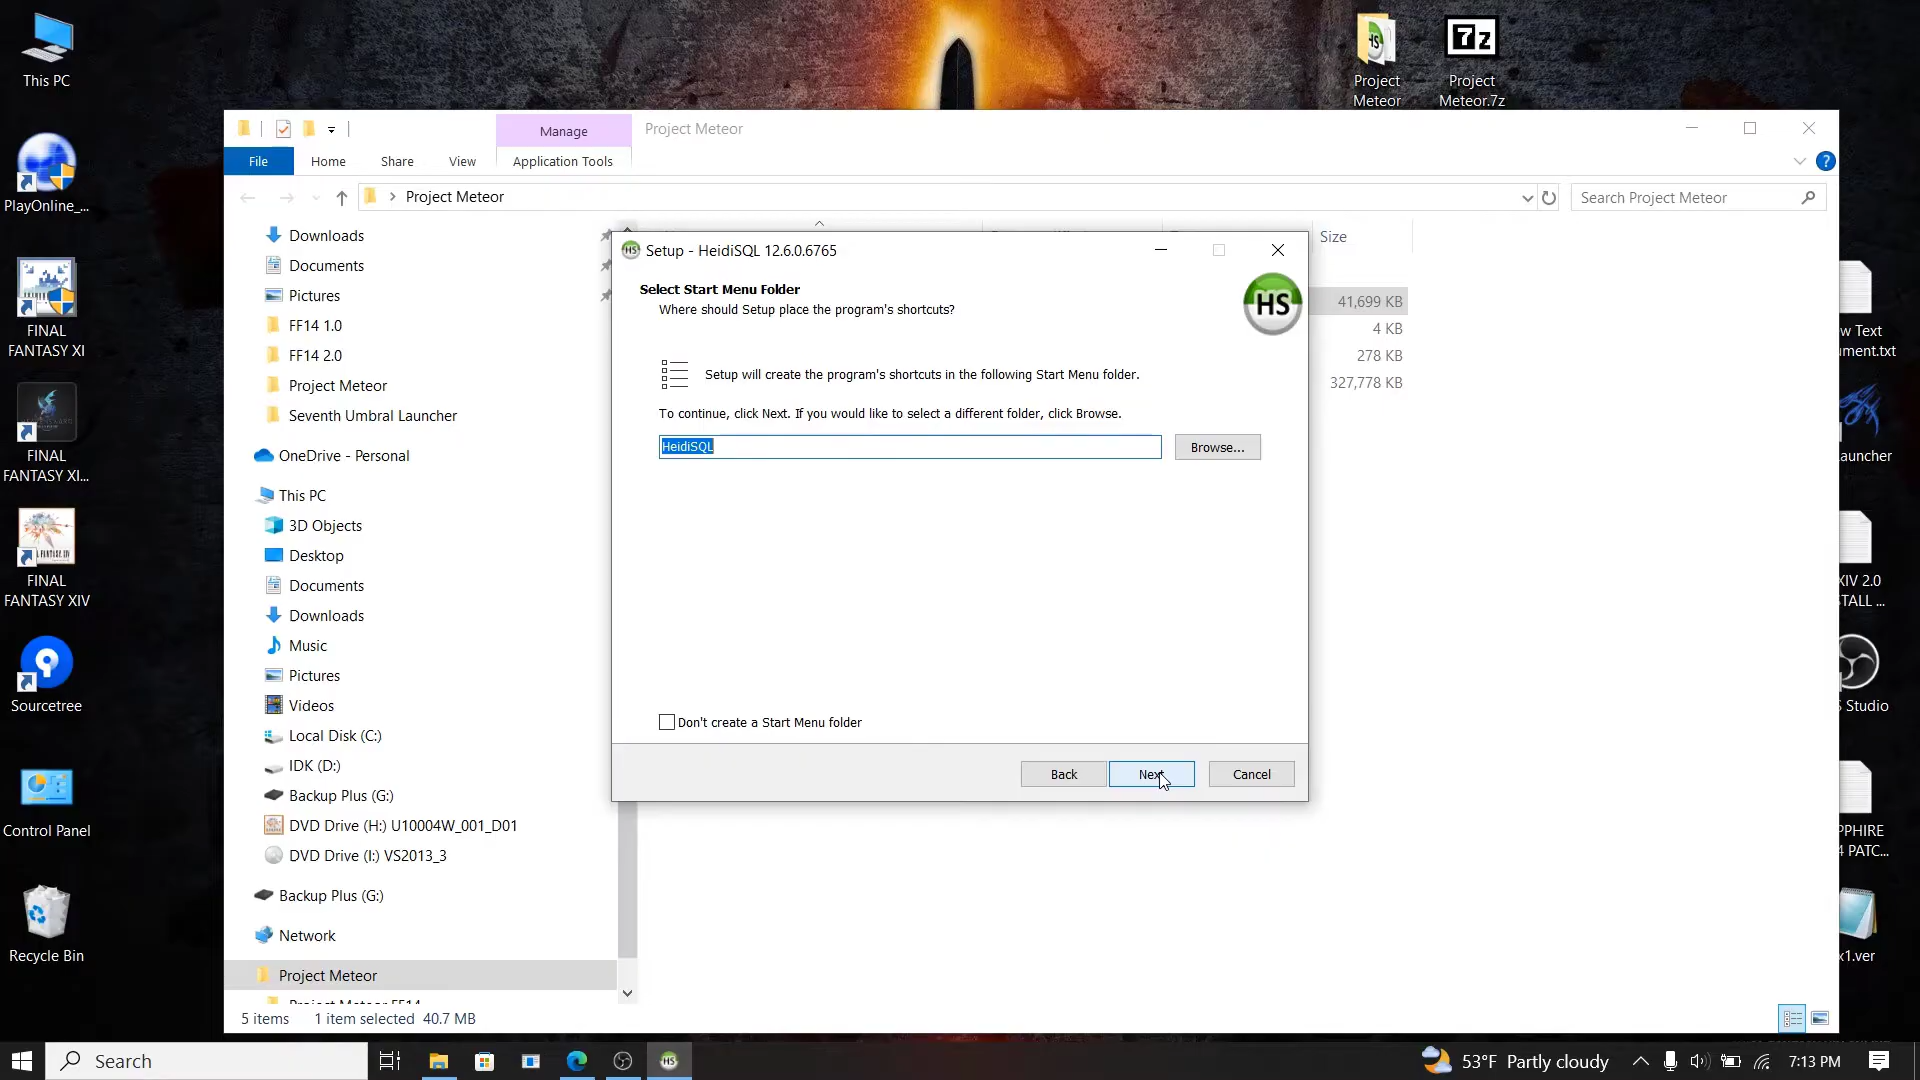 This PC
PlayOnline_...
FINAL
FANTASY XI
FINAL
FANTASY XI...
FINAL
FANTASY XIV
Sourcetree
Control Panel
Recycle Bin
Project
Meteor
7z
Project
Meteor.7z
Manage
Project Meteor
File
Home
Share
View
Application Tools
Project Meteor
Search Project Meteor
Downloads
Documents
Pictures
FF14 1.0
FF14 2.0
Project Meteor
Seventh Umbral Launcher
OneDrive - Personal
This PC
3D Objects
Desktop
Documents
Downloads
Music
Pictures
Videos
Local Disk (C:)
IDK (D:)
Backup Plus (G:)
DVD Drive (H:) U10004W_001_D01
DVD Drive (I:) VS2013_3
Backup Plus (G:)
Network
Project Meteor
Size
41,699 KB
4 KB
278 KB
327,778 KB
5 items
1 item selected 40.7 MB
HS
Setup - HeidiSQL 12.6.0.6765
Select Start Menu Folder
Where should Setup place the program's shortcuts?
HS
Setup will create the program's shortcuts in the following Start Menu folder.
To continue, click Next. If you would like to select a different folder, click Browse.
HeidiSQL
Browse...
Don't create a Start Menu folder
Back
Next
Cancel
w Text
ument.txt
auncher
XIV 2.0
TALL ...
S Studio
PPHIRE
4 PATC...
x1.ver
Search
HS
53°F Partly cloudy
7:13 PM